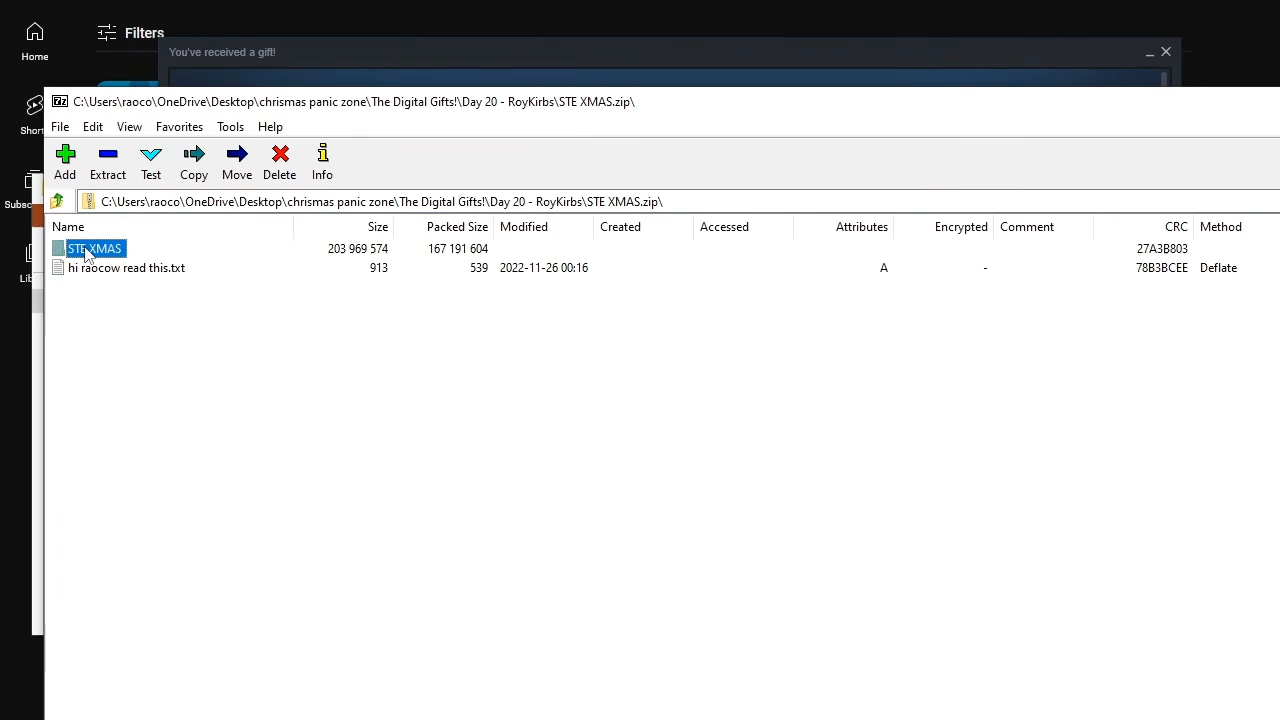 Home
Filters
You've received a gift!
Short
Subsc
Lib
C:\Users\raoco\OneDrive\Desktop\chrismas panic zone\The Digital Gifts!\Day 20 - RoyKirbs\STE XMAS.zip\
File Edit View Favorites Tools Help
Add Extract Test Copy Move Delete Info
C:\Users\raoco\OneDrive\Desktop\chrismas panic zone\The Digital Gifts!\Day 20 - RoyKirbs\STE XMAS.zip\
Name Size Packed Size Modified Created Accessed Attributes Encrypted Comment CRC Method
STE XMAS 203 969 574 167 191 604 27A3B803
hi raocow read this.txt 913 539 2022-11-26 00:16 A - 78B3BCEE Deflate